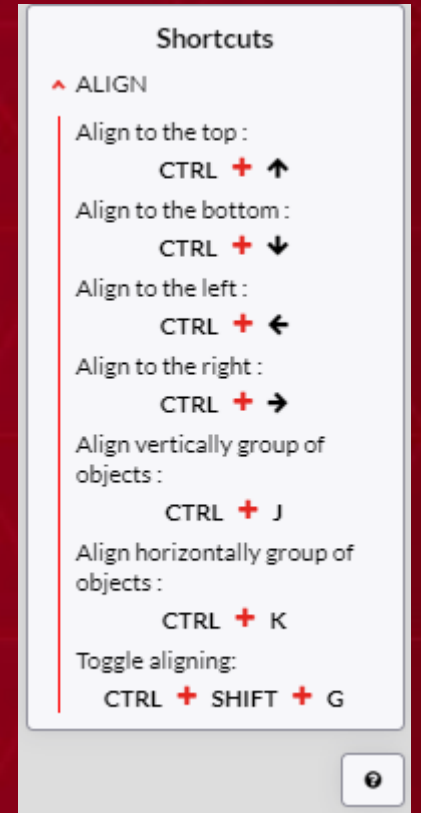 Shortcuts
ALIGN
Align to the top :
CTRL + ↑
Align to the bottom :
CTRL + ↓
Align to the left :
CTRL + ←
Align to the right :
CTRL + →
Align vertically group of
objects :
CTRL + J
Align horizontally group of
objects :
CTRL + K
Toggle aligning:
CTRL + SHIFT + G
?